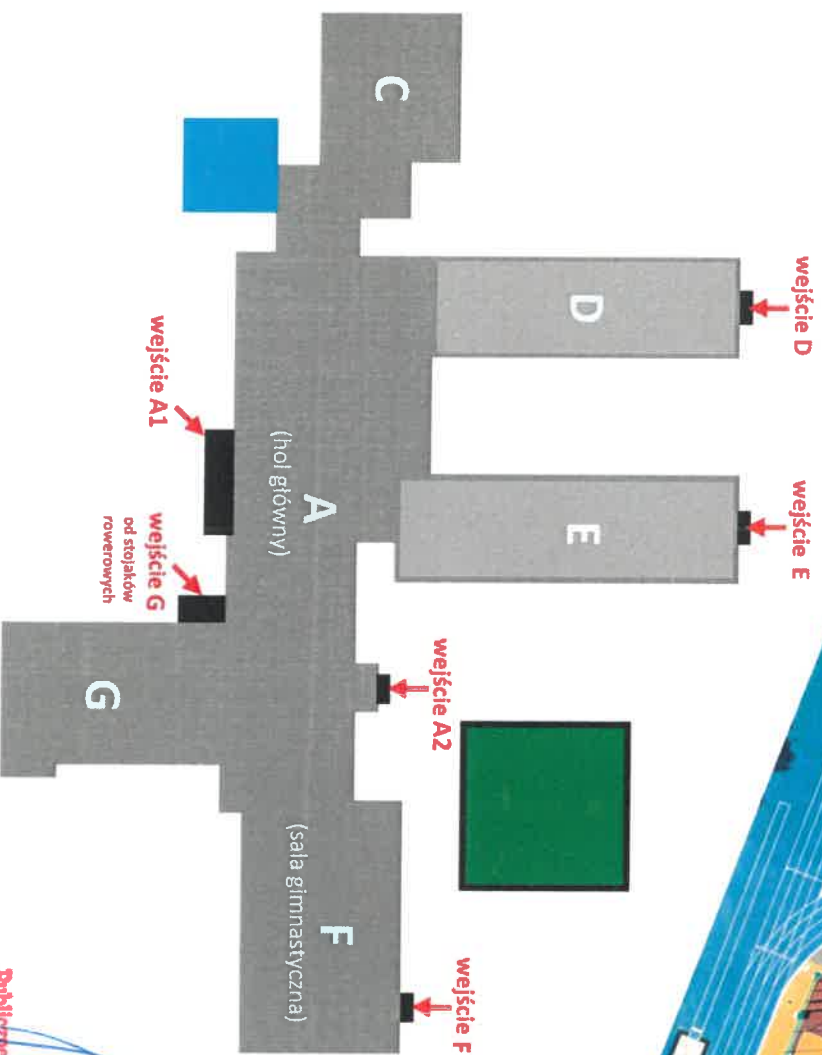 wejście D
wejście E
D
E
wejście A2
wejście F
C
A
(hol główny)
F
(sala gimnastyczna)
wejście A1
wejście G
od stojaków
rowerowych
G